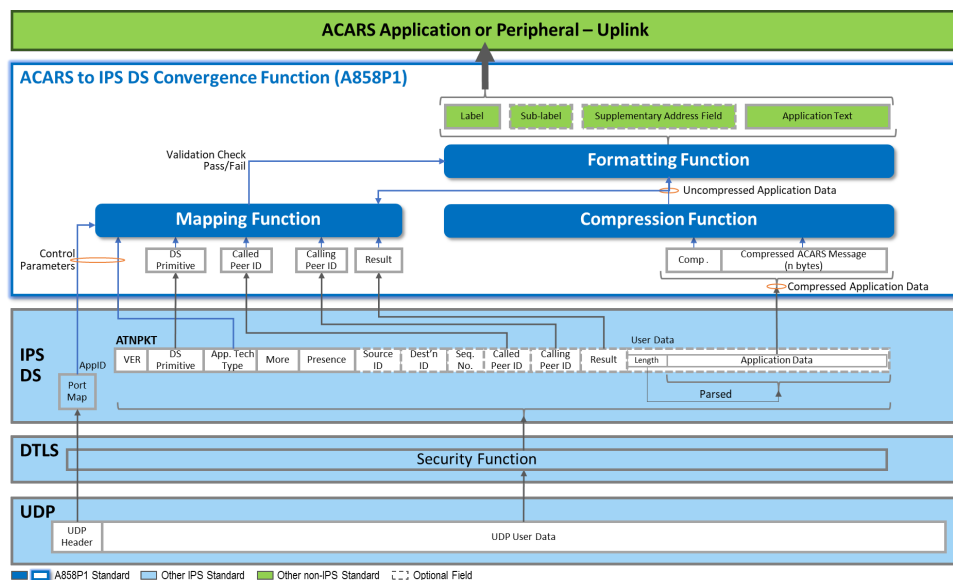 ACARS Application or Peripheral – Uplink
ACARS to IPS DS Convergence Function (A858P1)
Label
Sub-label
Supplementary Address Field
Application Text
Validation Check
Pass/Fail
Formatting Function
Uncompressed Application Data
Mapping Function
Compression Function
Control
Parameters
DS
Primitive
Called
Peer ID
Calling
Peer ID
Result
Comp .
Compressed ACARS Message
(n bytes)
Compressed Application Data
IPS
DS
AppID
Port
Map
ATNPKT
VER
DS
Primitive
App. Tech
Type
More
Presence
Source
ID
Dest'n
ID
Seq.
No.
Called
Peer ID
Calling
Peer ID
Result
User Data
Length
Application Data
Parsed
DTLS
Security Function
UDP
UDP
Header
UDP User Data
A858P1 Standard
Other IPS Standard
Other non-IPS Standard
Optional Field